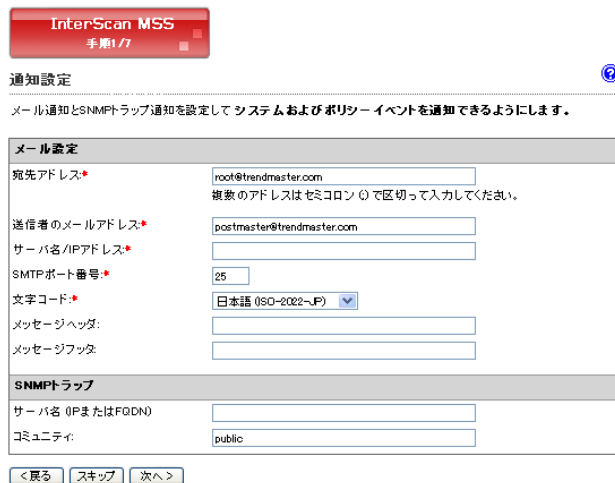 InterScan MSS
手順1/7
通知設定
?
メール通知とSNMPトラップ通知を設定してシステムおよびポリシーイベントを通知できるようにします。
メール設定
宛先アドレス:* root@trendmaster.com
複数のアドレスはセミコロン (;) で区切って入力してください。
送信者のメールアドレス:* postmaster@trendmaster.com
サーバ名/IPアドレス:*
SMTPポート番号:* 25
文字コード:* 日本語 (ISO-2022-JP)
メッセージヘッダ:
メッセージフッタ:
SNMPトラップ
サーバ名 (IPまたはFQDN)
コミュニティ: public
<戻る スキップ 次へ>